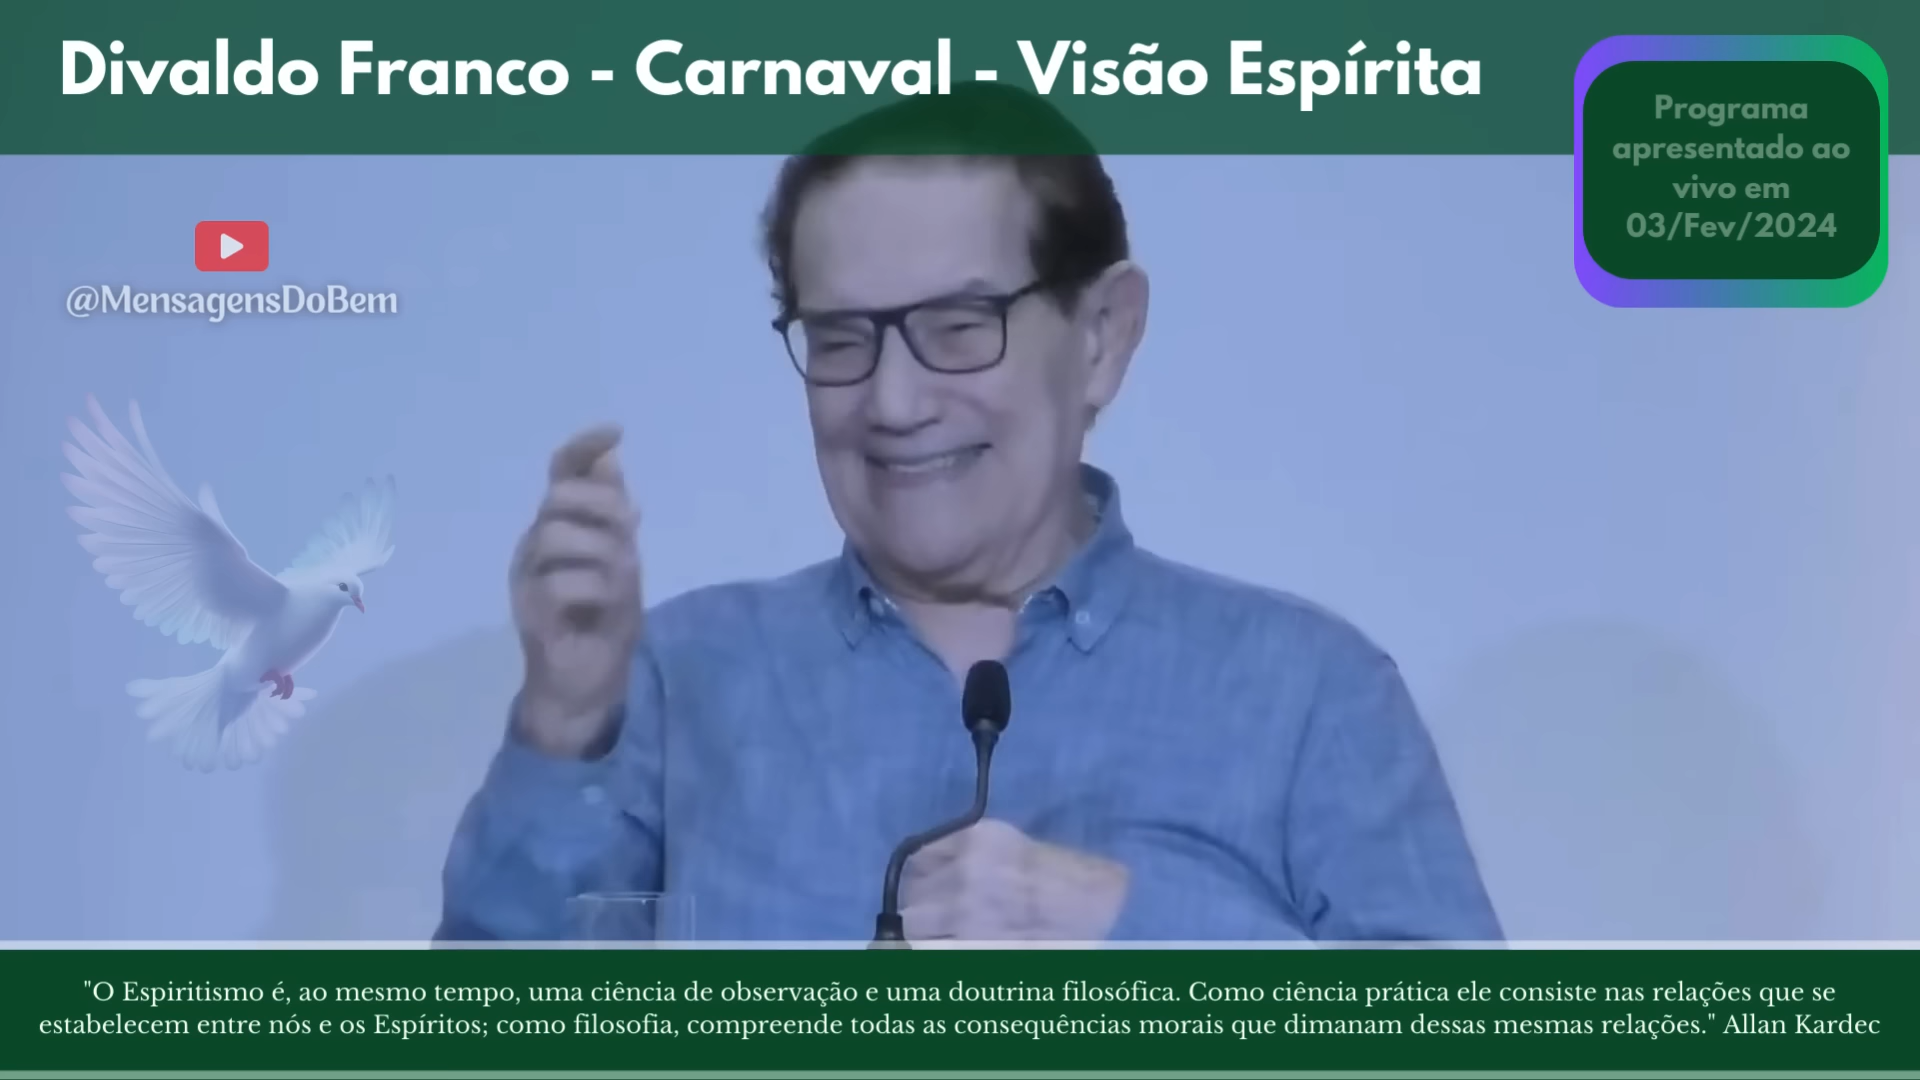 Divaldo Franco - Carnaval - Visão Espírita
Programa
apresentado ao
vivo em
03/Fev/2024
@MensagensDoBem
"O Espiritismo é, ao mesmo tempo, uma ciência de observação e uma doutrina filosófica. Como ciência prática ele consiste nas relações que se
estabelecem entre nós e os Espíritos; como filosofia, compreende todas as consequências morais que dimanam dessas mesmas relações." Allan Kardec